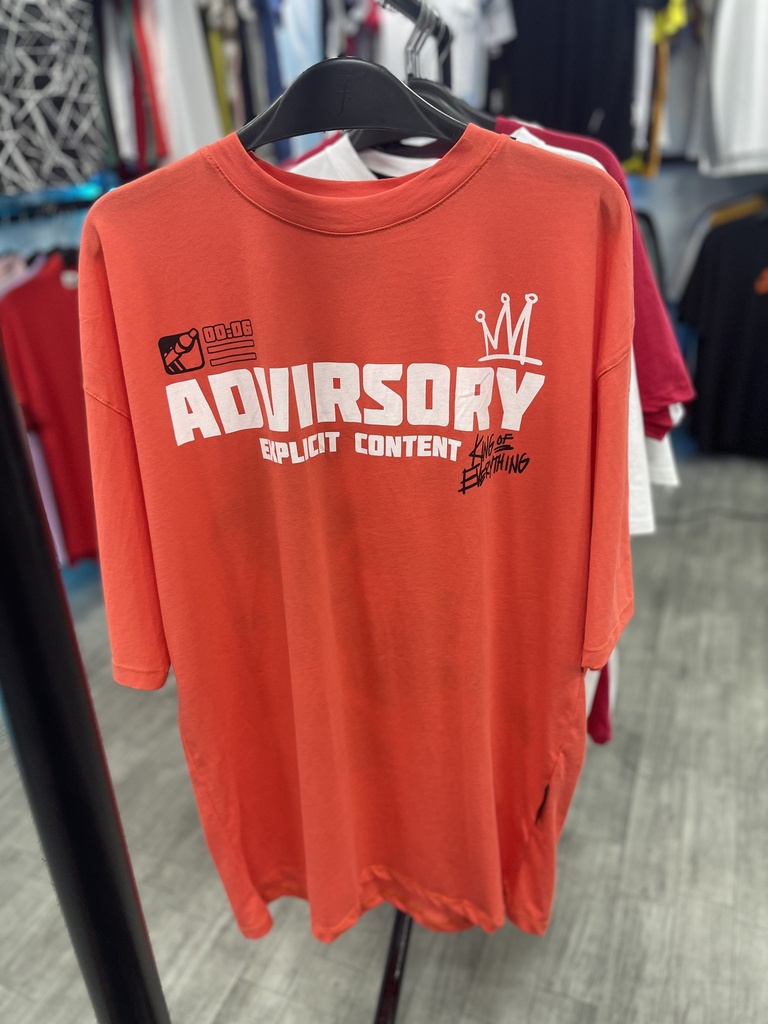 00:06
ADVIRSORY
EXPLICIT CONTENT
KING OF
EVERYTHING